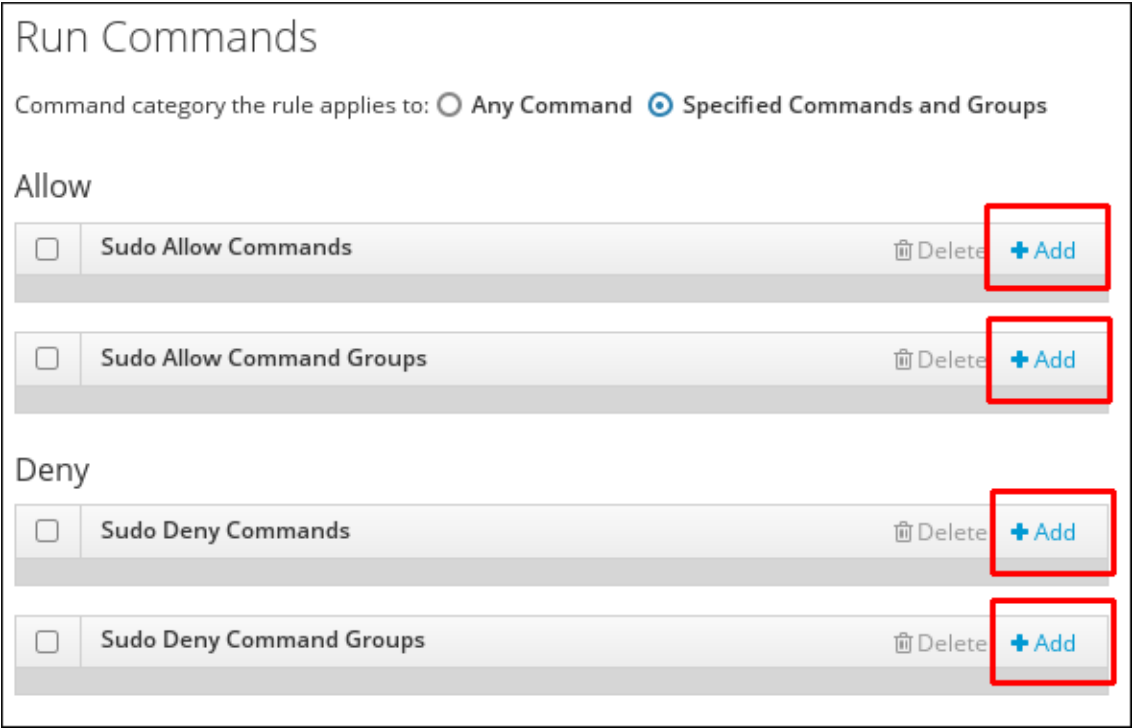 Run Commands
Command category the rule applies to: Any Command Specified Commands and Groups
Allow
Sudo Allow Commands Delete Add
Sudo Allow Command Groups Delete Add
Deny
Sudo Deny Commands Delete Add
Sudo Deny Command Groups Delete Add